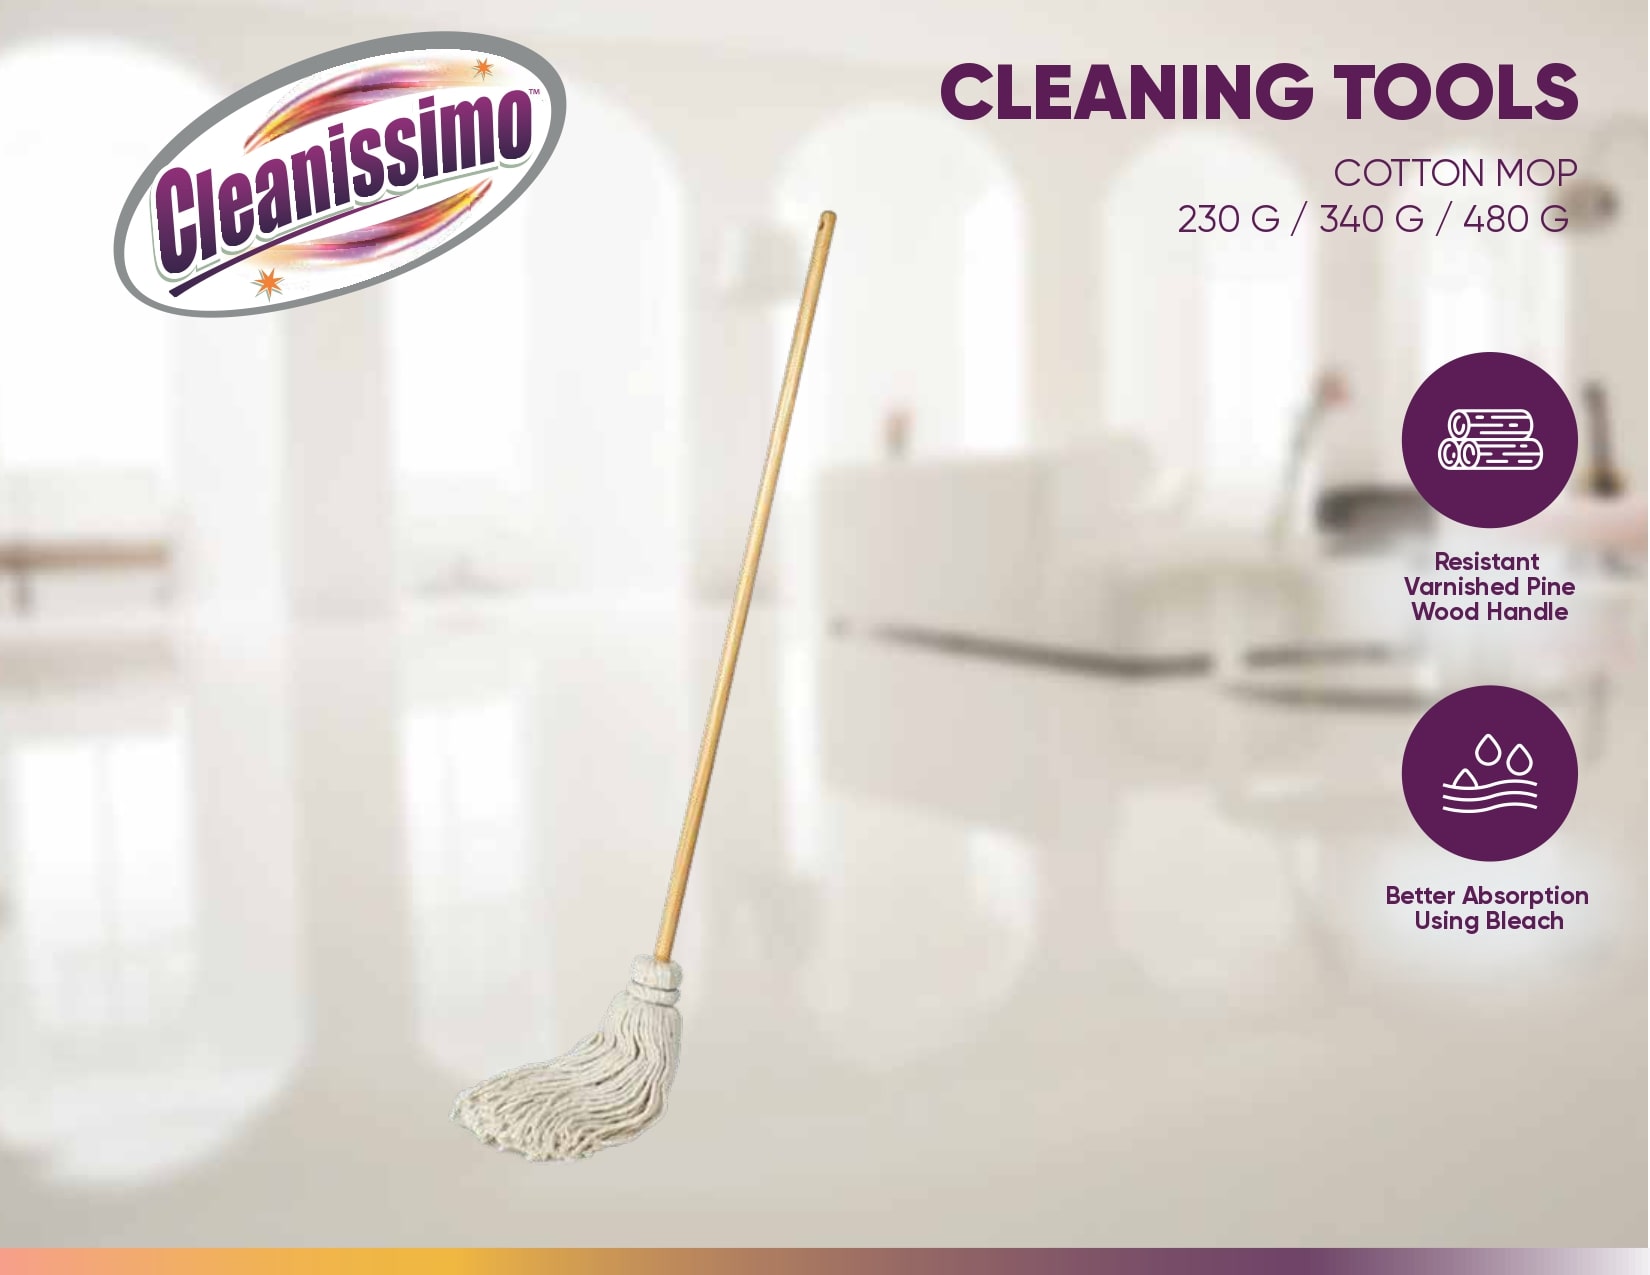 Cleanissimo™
CLEANING TOOLS
COTTON MOP
230 G / 340 G / 480 G
Resistant
Varnished Pine
Wood Handle
Better Absorption
Using Bleach